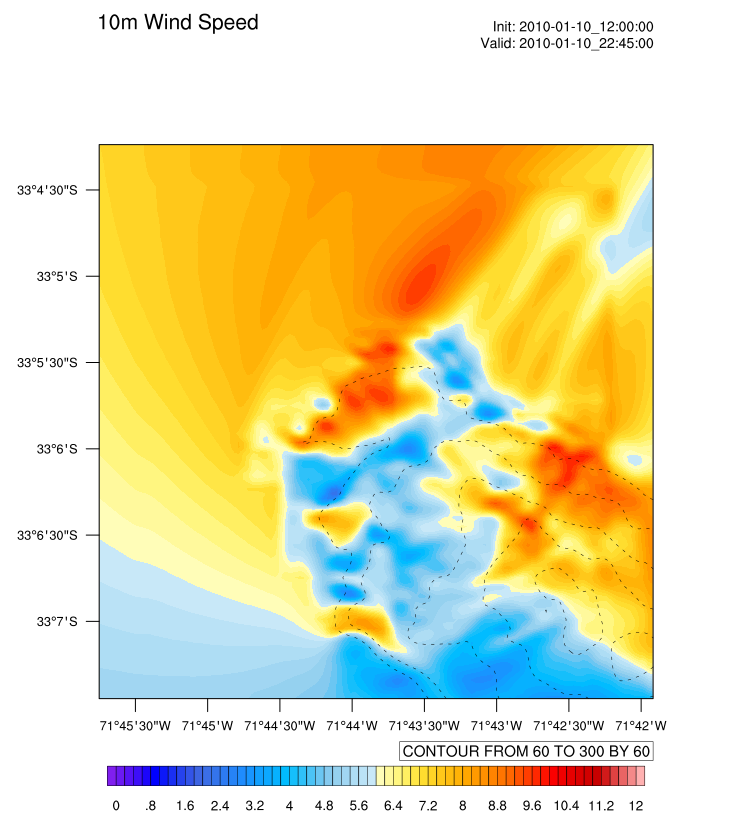 10m Wind Speed
Init: 2010-01-10_12:00:00
Valid: 2010-01-10_22:45:00
33°4'30"S
33°5'S
33°5'30"S
33°6'S
33°6'30"S
33°7'S
71°45'30"W 71°45'W 71°44'30"W 71°44'W 71°43'30"W 71°43'W 71°42'30"W 71°42'W
CONTOUR FROM 60 TO 300 BY 60
0 .8 1.6 2.4 3.2 4 4.8 5.6 6.4 7.2 8 8.8 9.6 10.4 11.2 12